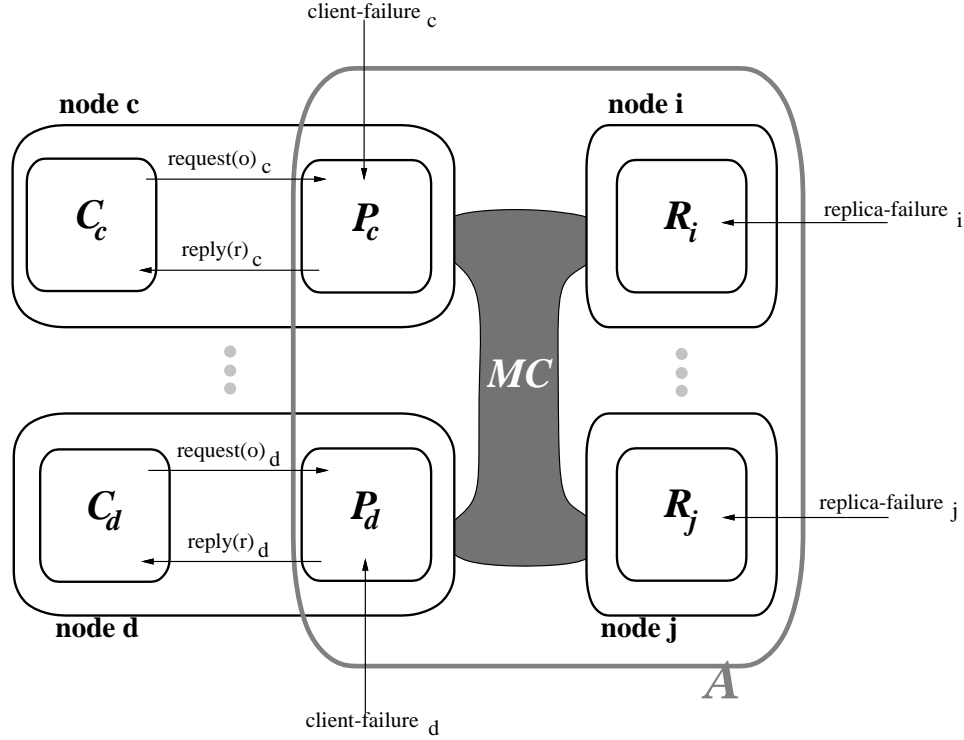 client-failure c
node c
node i
request(o) c
C c
P c
R i
replica-failure i
reply(r) c
MC
request(o) d
C d
P d
R j
replica-failure j
reply(r) d
node d
node j
A
client-failure d